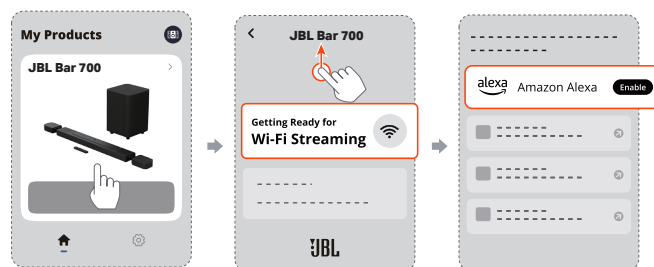 My Products
JBL Bar 700
JBL Bar 700
Getting Ready for
Wi-Fi Streaming
JBL
alexa
Amazon Alexa
Enable